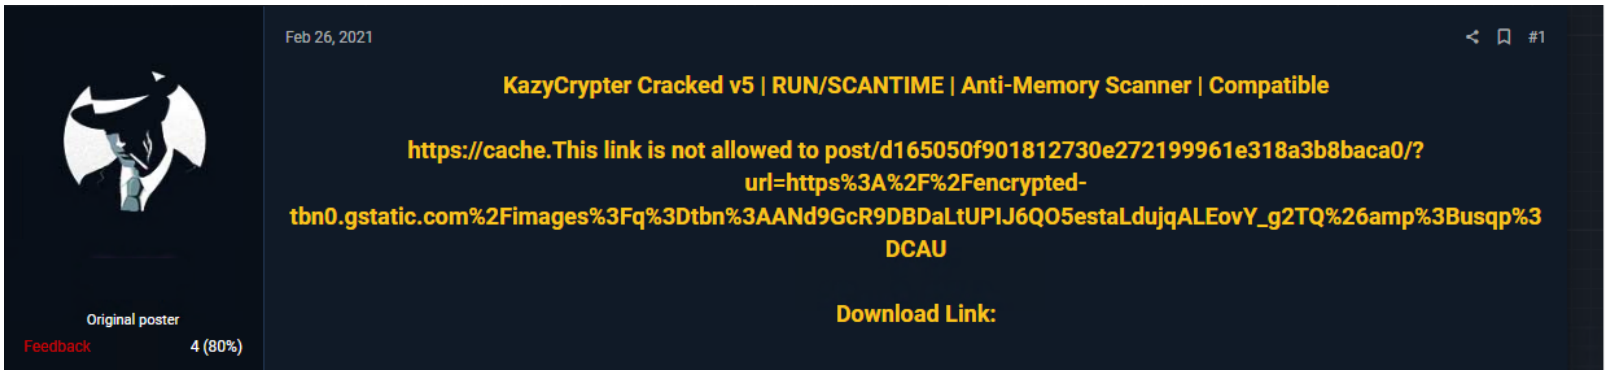 Feb 26, 2021
#1
KazyCrypter Cracked v5 | RUN/SCANTIME | Anti-Memory Scanner | Compatible
https://cache.This link is not allowed to post/d165050f901812730e272199961e318a3b8baca0/?
url=https%3A%2F%2Fencrypted-
tbn0.gstatic.com%2Fimages%3Fq%3Dtbn%3AANd9GcR9DBDaLtUPIJ6QO5estaLdujqALEovY_g2TQ%26amp%3Busqp%3
DCAU
Download Link:
Original poster
Feedback 4 (80%)